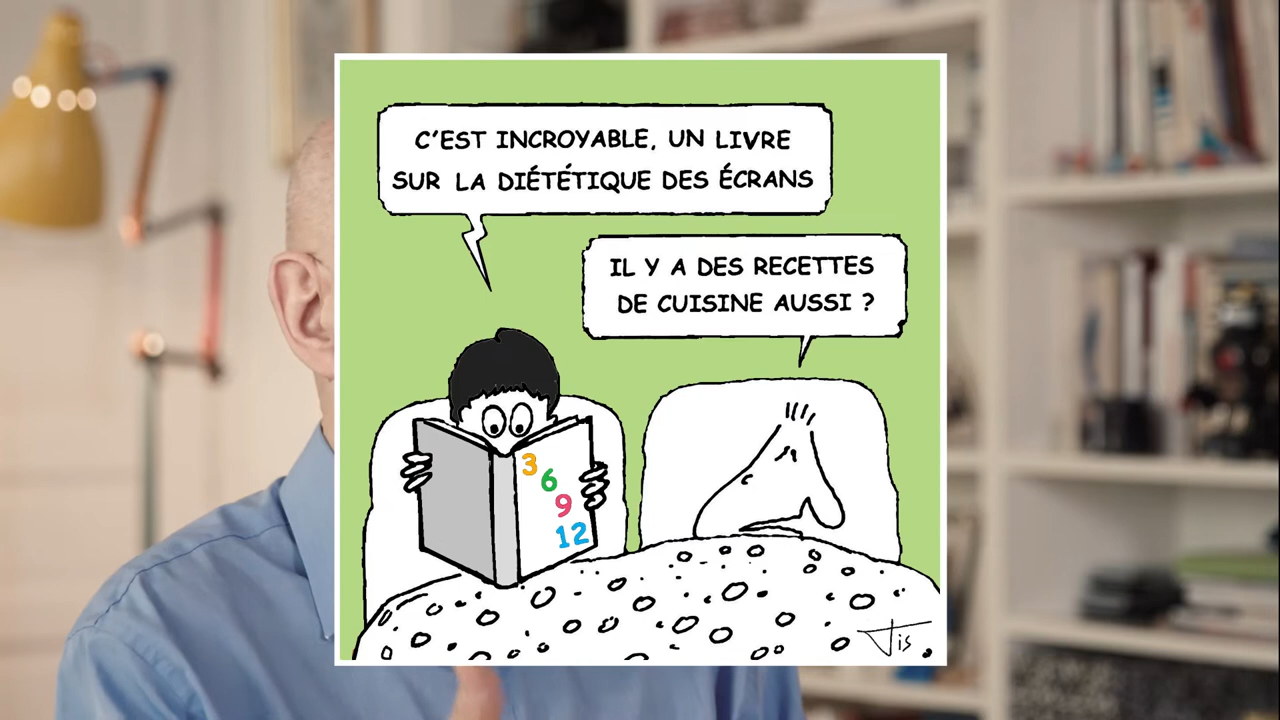 C'EST INCROYABLE, UN LIVRE
SUR LA DIÉTÉTIQUE DES ÉCRANS
IL Y A DES RECETTES
DE CUISINE AUSSI ?
3
6
9
12
Tis